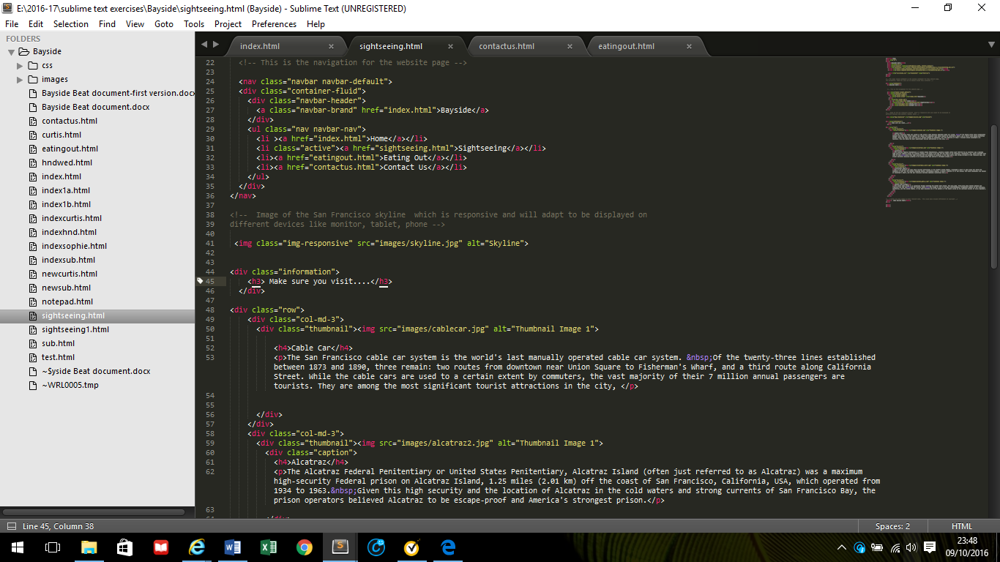 E:\2016-17\sublime text exercises\Bayside\sightseeing.html (Bayside) - Sublime Text (UNREGISTERED)
File Edit Selection Find View Goto Tools Project Preferences Help
FOLDERS
Bayside
css
images
Bayside Beat document-first version.docx
Bayside Beat document.docx
contactus.html
curtis.html
eatingout.html
hndwed.html
index.html
index1a.html
index1b.html
indexcurtis.html
indexhnd.html
indexsophie.html
indexsub.html
newcurtis.html
newsub.html
notepad.html
sightseeing.html
sightseeing1.html
sub.html
test.html
~$yside Beat document.docx
~WRL0005.tmp
index.html × sightseeing.html × contactus.html × eatingout.html ×
22 <!-- This is the navigation for the website page -->
23
24 <nav class="navbar navbar-default">
25 <div class="container-fluid">
26 <div class="navbar-header">
27 <a class="navbar-brand" href="index.html">Bayside</a>
28 </div>
29 <ul class="nav navbar-nav">
30 <li ><a href="index.html">Home</a></li>
31 <li class="active"><a href="sightseeing.html">Sightseeing</a></li>
32 <li><a href="eatingout.html">Eating Out</a></li>
33 <li><a href="contactus.html">Contact Us</a></li>
34 </ul>
35 </div>
36 </nav>
37
38 <!--  Image of the San Francisco skyline  which is responsive and will adapt to be displayed on
39 different devices like monitor, tablet, phone -->
40
41 <img class="img-responsive" src="images/skyline.jpg" alt="Skyline">
42
43
44 <div class="information">
45 <h3> Make sure you visit....</h3>
46 </div>
47
48 <div class="row">
49 <div class="col-md-3">
50 <div class="thumbnail"><img src="images/cablecar.jpg" alt="Thumbnail Image 1">
51
52 <h4>Cable Car</h4>
53 <p>The San Francisco cable car system is the world's last manually operated cable car system. &nbsp;Of the twenty-three lines established
between 1873 and 1890, three remain: two routes from downtown near Union Square to Fisherman's Wharf, and a third route along California
Street. While the cable cars are used to a certain extent by commuters, the vast majority of their 7 million annual passengers are
tourists. They are among the most significant tourist attractions in the city, </p>
54
55
56 </div>
57 </div>
58 <div class="col-md-3">
59 <div class="thumbnail"><img src="images/alcatraz2.jpg" alt="Thumbnail Image 1">
60 <div class="caption">
61 <h4>Alcatraz</h4>
62 <p>The Alcatraz Federal Penitentiary or United States Penitentiary, Alcatraz Island (often just referred to as Alcatraz) was a maximum
high-security Federal prison on Alcatraz Island, 1.25 miles (2.01 km) off the coast of San Francisco, California, USA, which operated from
1934 to 1963.&nbsp;Given this high security and the location of Alcatraz in the cold waters and strong currents of San Francisco Bay, the
prison operators believed Alcatraz to be escape-proof and America's strongest prison.</p>
63
Line 45, Column 38 Spaces: 2 HTML
23:48
09/10/2016